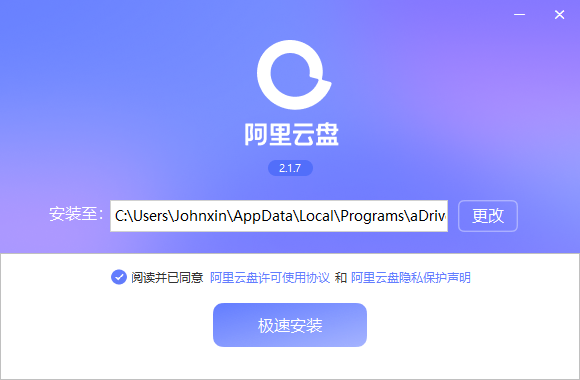 阿里云盘
2.1.7
安装至： C:\Users\Johnxin\AppData\Local\Programs\aDriv 更改
阅读并已同意 阿里云盘许可使用协议 和 阿里云盘隐私保护声明
极速安装